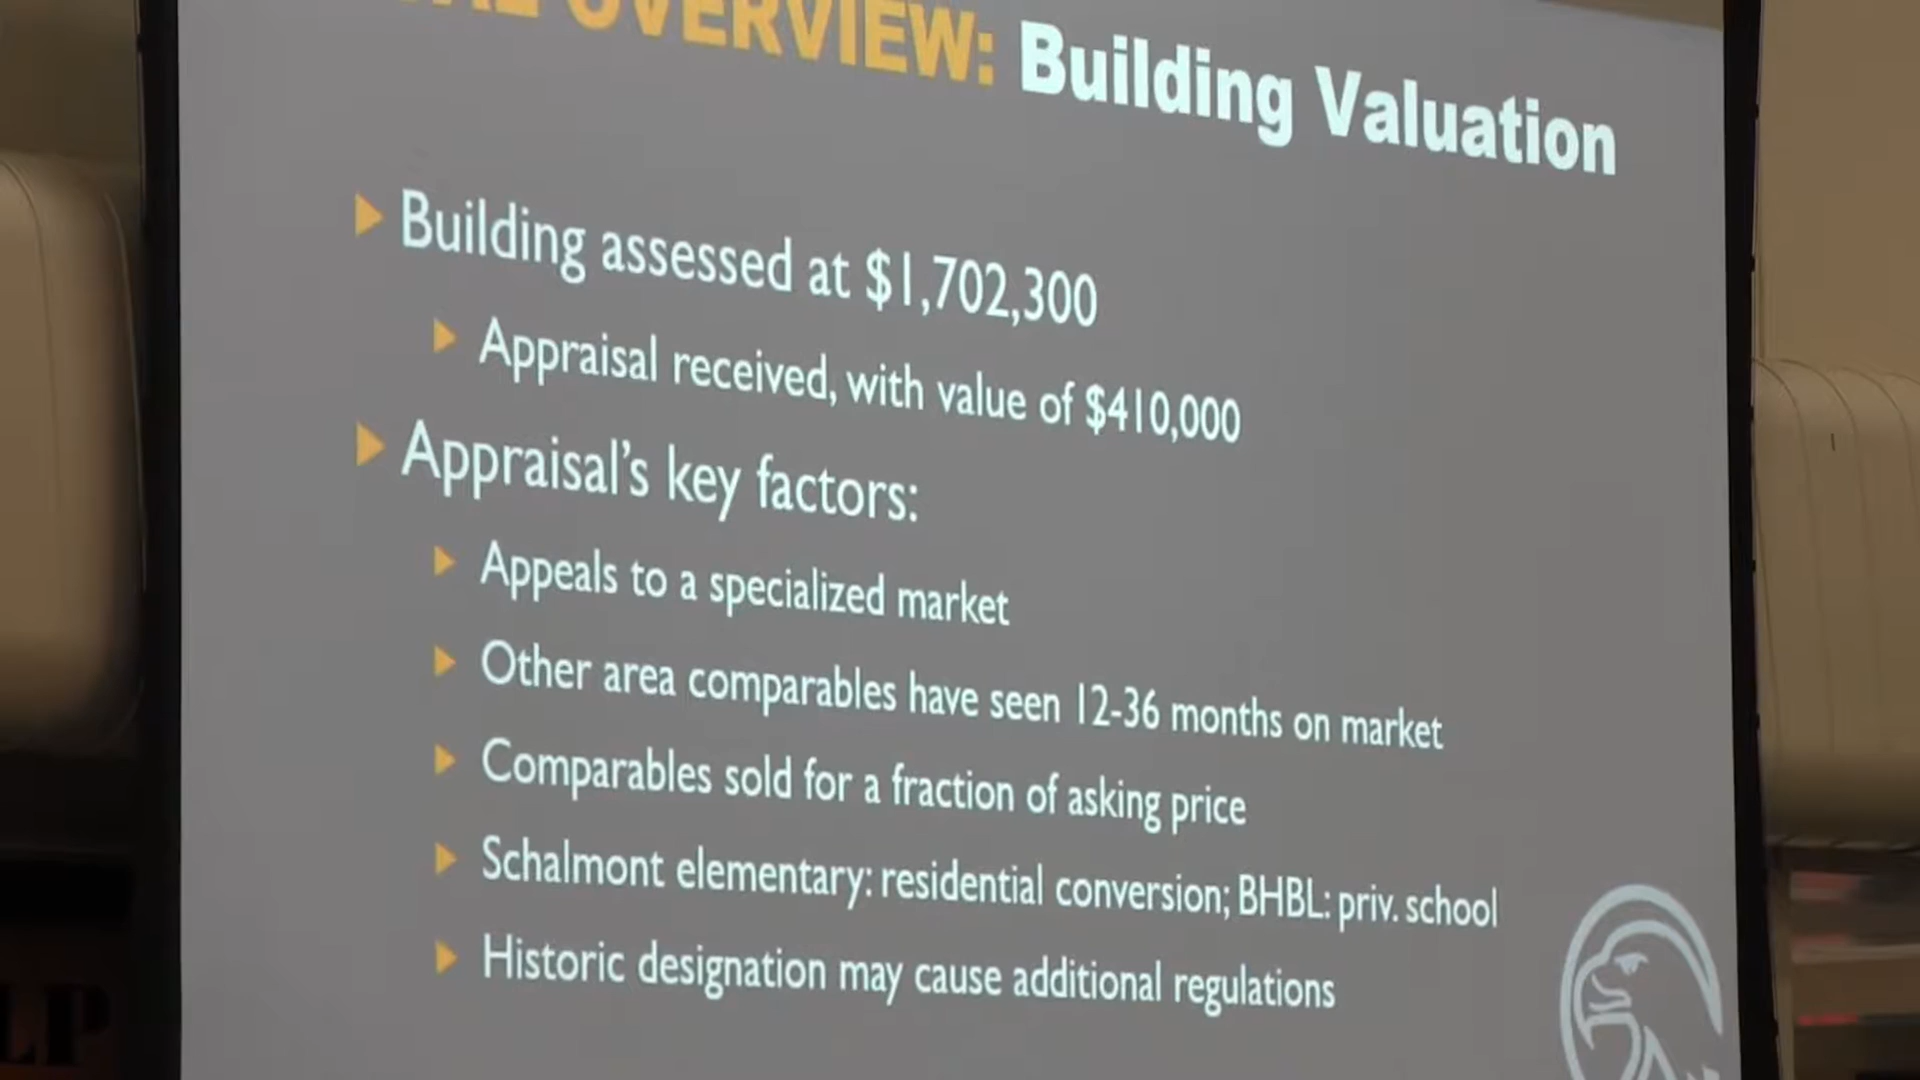 OVERVIEW: Building Valuation
Building assessed at $1,702,300
Appraisal received, with value of $410,000
Appraisal's key factors:
Appeals to a specialized market
Other area comparables have seen 12-36 months on market
Comparables sold for a fraction of asking price
Schalmont elementary: residential conversion; BHBL: priv. school
Historic designation may cause additional regulations
LP